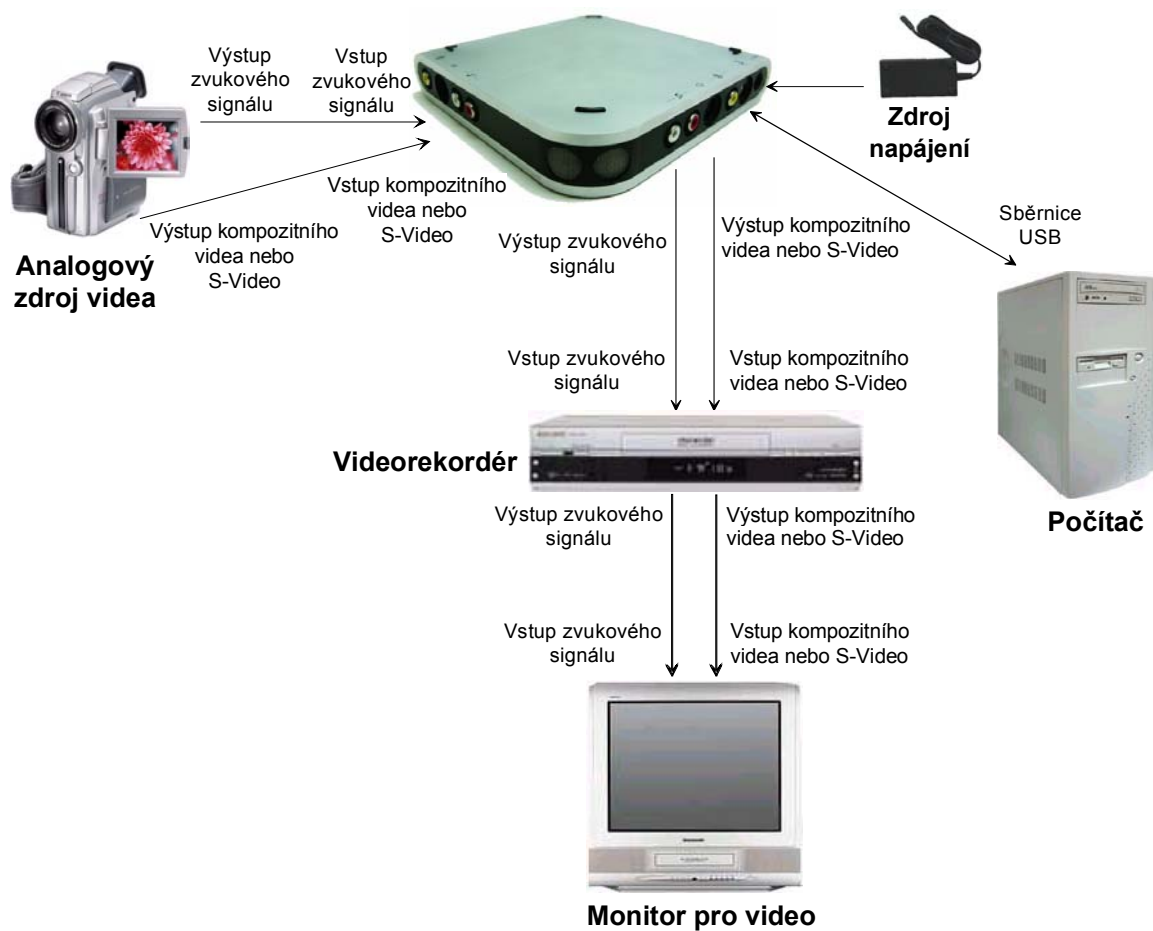 Výstup
zvukového
signálu
Vstup
zvukového
signálu
Zdroj
napájení
Vstup kompozitního
videa nebo
S-Video
Výstup kompozitního
videa nebo
S-Video
Analogový
zdroj videa
Výstup zvukového
signálu
Výstup kompozitního
videa nebo
S-Video
Sběrnice
USB
Vstup zvukového
signálu
Vstup kompozitního
videa nebo S-Video
Videorekordér
Počítač
Výstup zvukového
signálu
Výstup kompozitního
videa nebo S-Video
Vstup zvukového
signálu
Vstup kompozitního
videa nebo S-Video
Monitor pro video